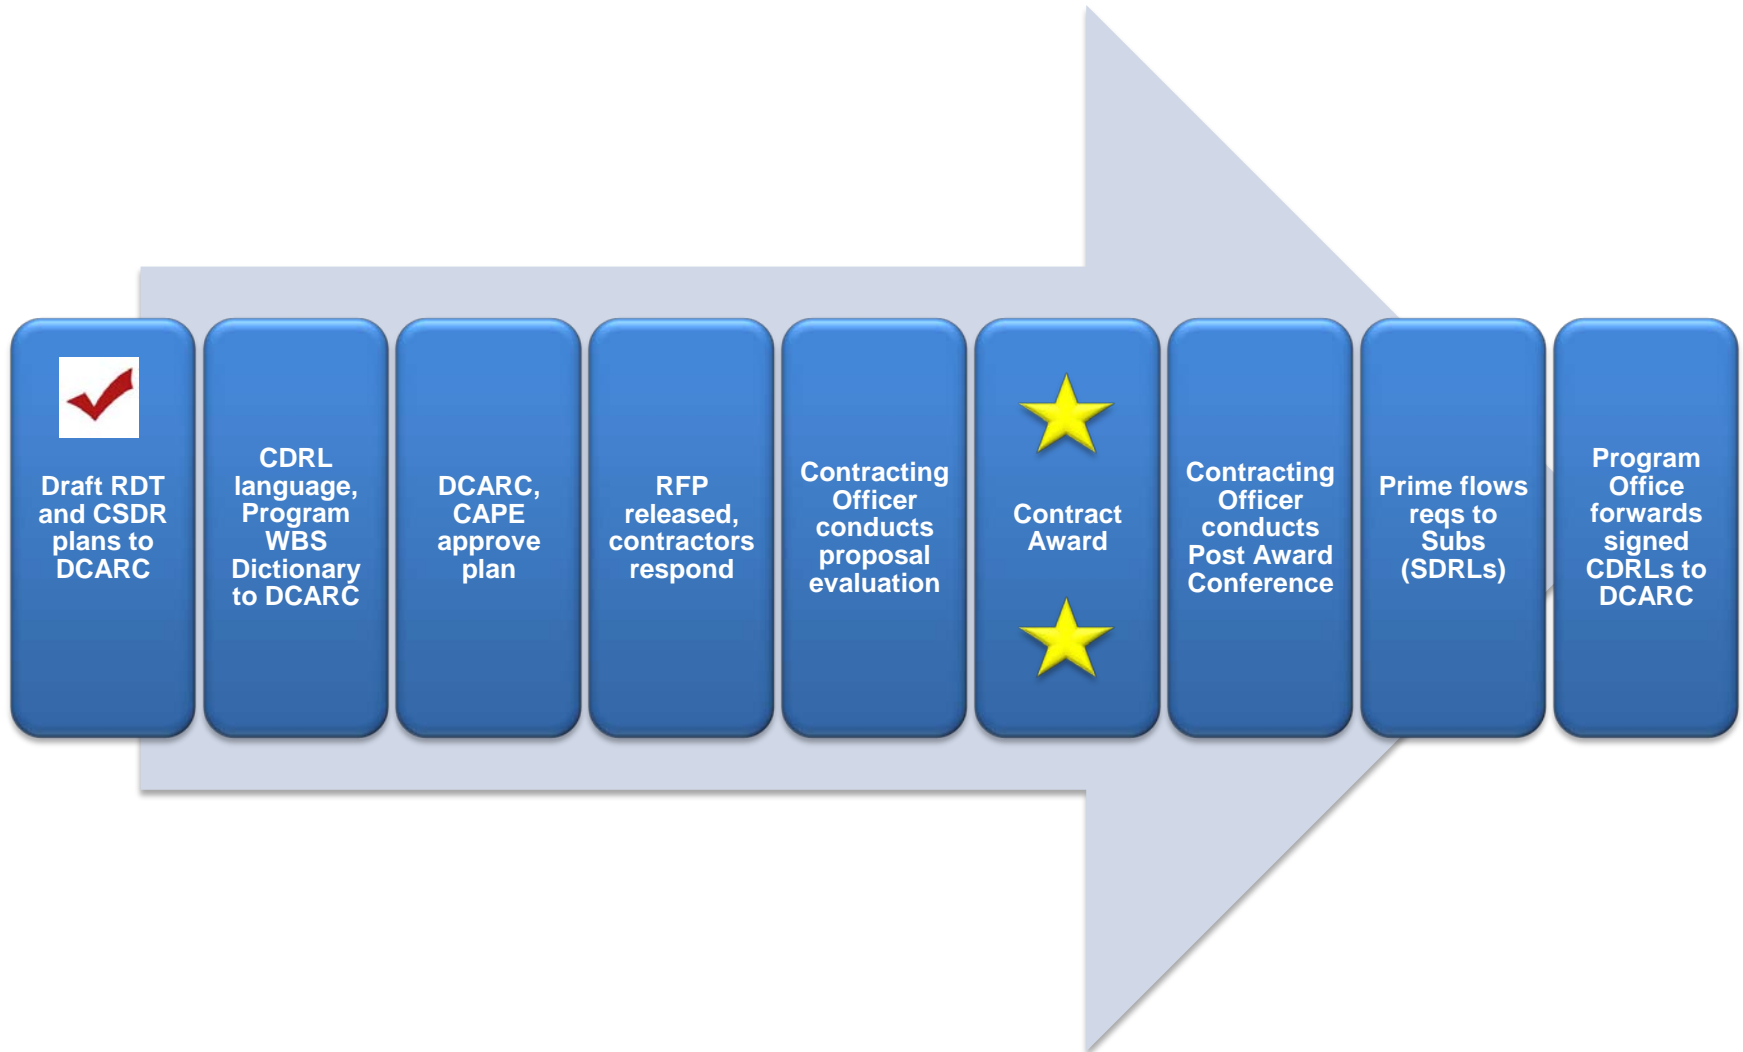 Draft RDT
and CSDR
plans to
DCARC
CDRL
language,
Program
WBS
Dictionary
to DCARC
DCARC,
CAPE
approve
plan
RFP
released,
contractors
respond
Contracting
Officer
conducts
proposal
evaluation
Contract
Award
Contracting
Officer
conducts
Post Award
Conference
Prime flows
reqs to
Subs
(SDRLs)
Program
Office
forwards
signed
CDRLs to
DCARC